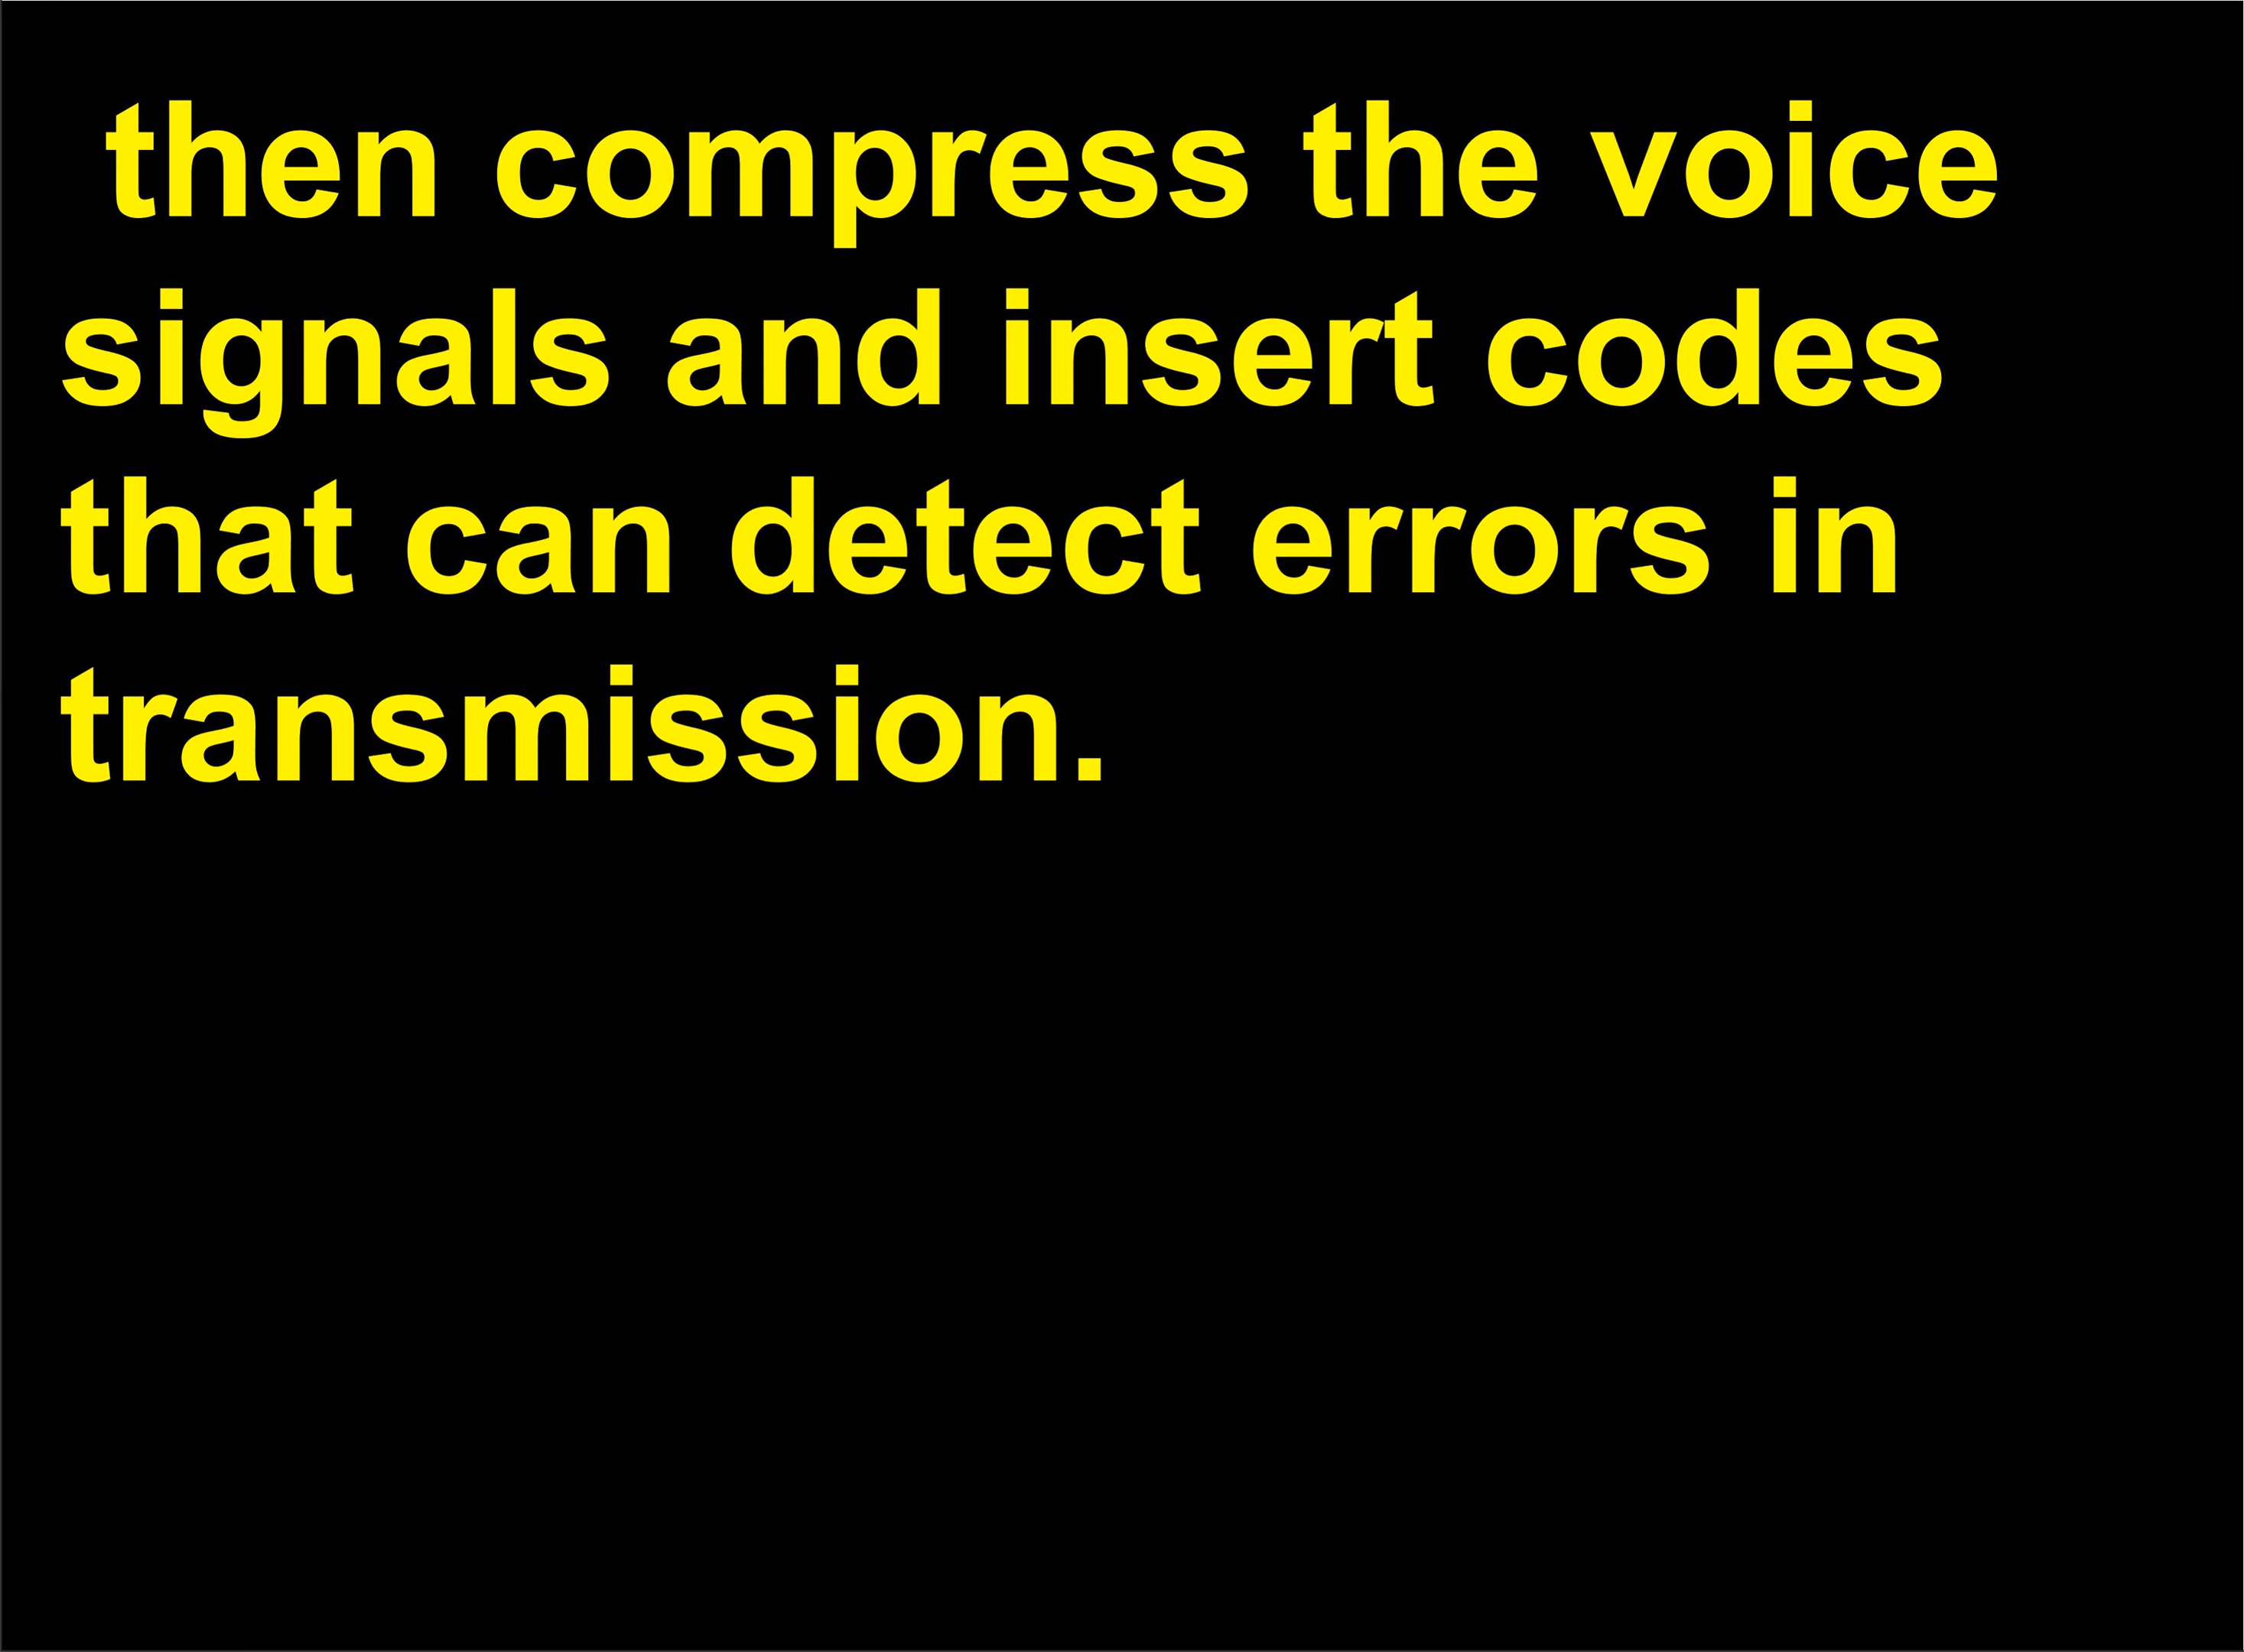 then compress the voice
signals and insert codes
that can detect errors in
transmission.